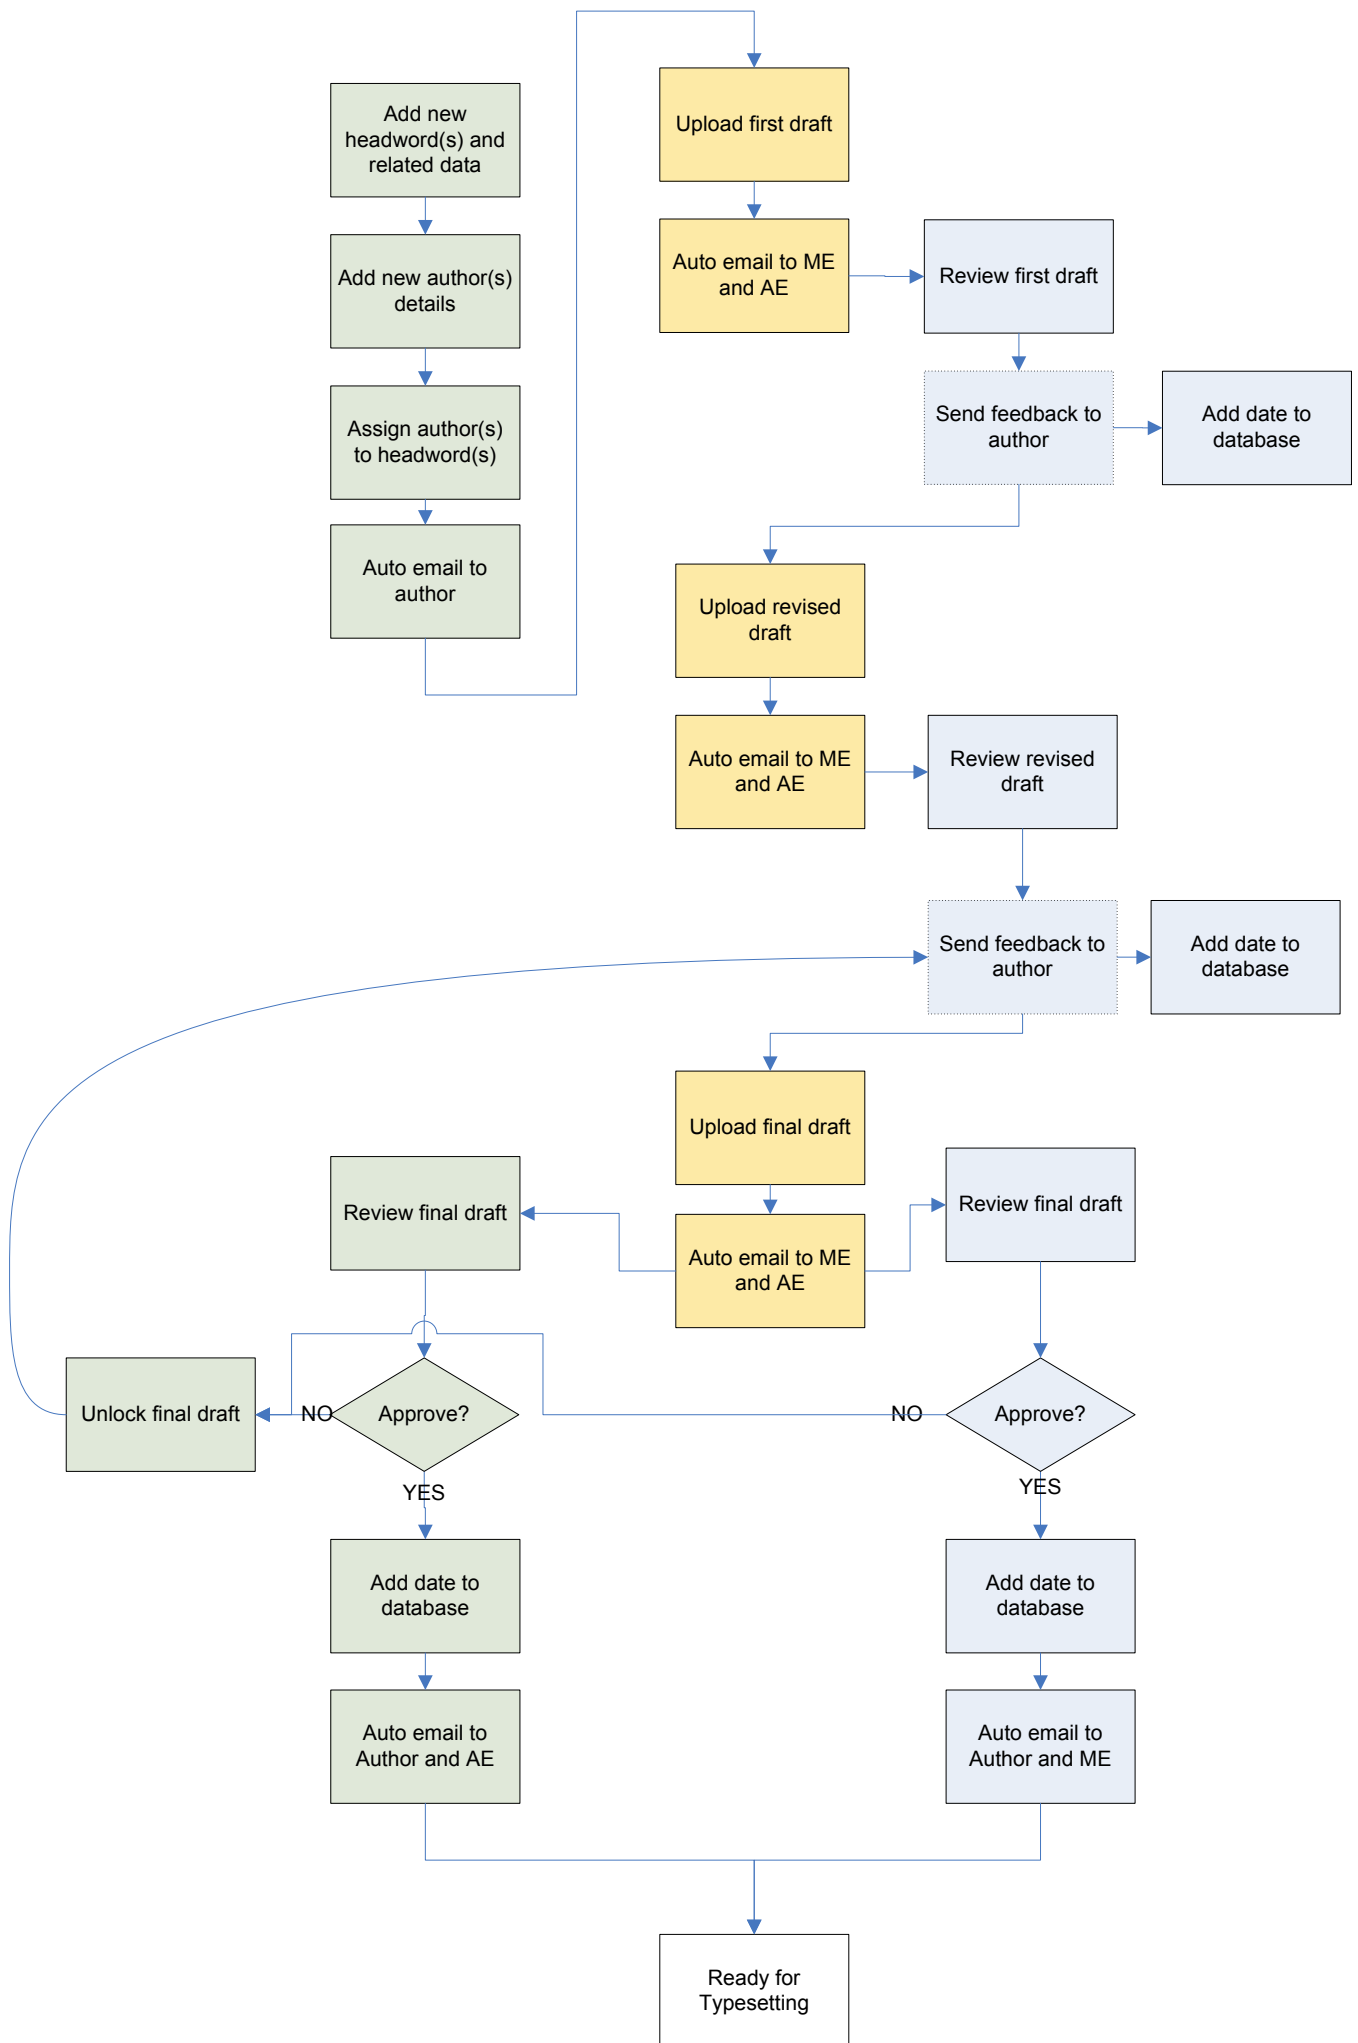 Add new
headword(s) and
related data
Add new author(s)
details
Assign author(s)
to headword(s)
Auto email to
author
Upload first draft
Auto email to ME
and AE
Review first draft
Send feedback to
author
Add date to
database
Upload revised
draft
Auto email to ME
and AE
Review revised
draft
Send feedback to
author
Add date to
database
Upload final draft
Auto email to ME
and AE
Review final draft
Review final draft
Unlock final draft
NO
Approve?
NO
Approve?
YES
YES
Add date to
database
Add date to
database
Auto email to
Author and AE
Auto email to
Author and ME
Ready for
Typesetting